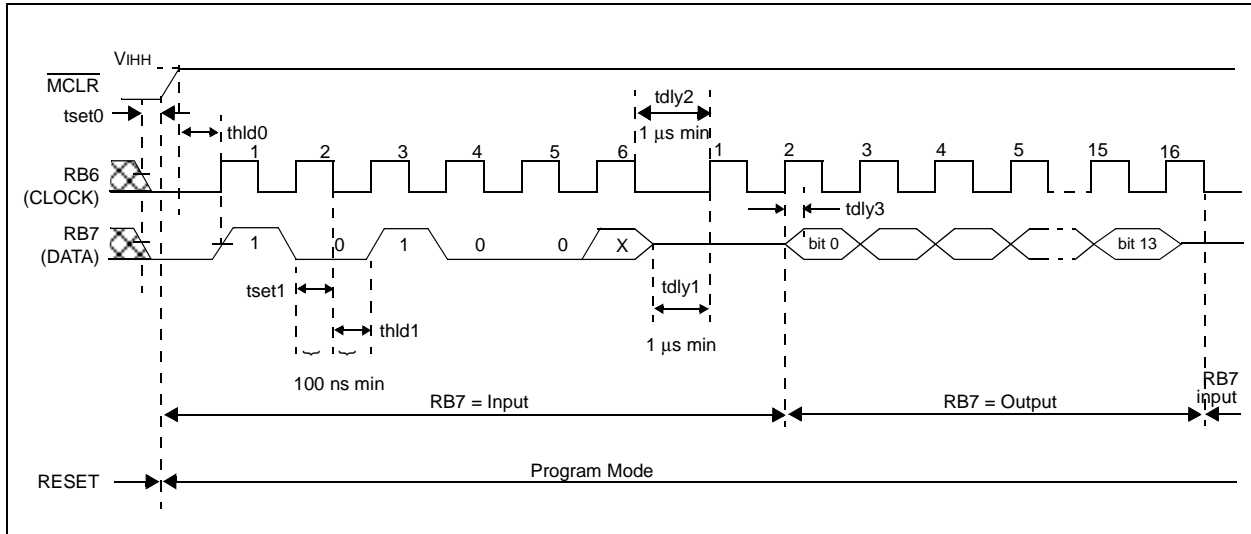 VIHH
MCLR
tset0
thld0
tdly2
1 µs min
1 2 3 4 5 6 1 2 3 4 5 15 16
RB6
(CLOCK)
tdly3
RB7
(DATA)
1 0 1 0 0 X bit 0 bit 13
tset1
tdly1
thld1
1 µs min
100 ns min
RB7 = Input
RB7 = Output
RB7
input
RESET
Program Mode